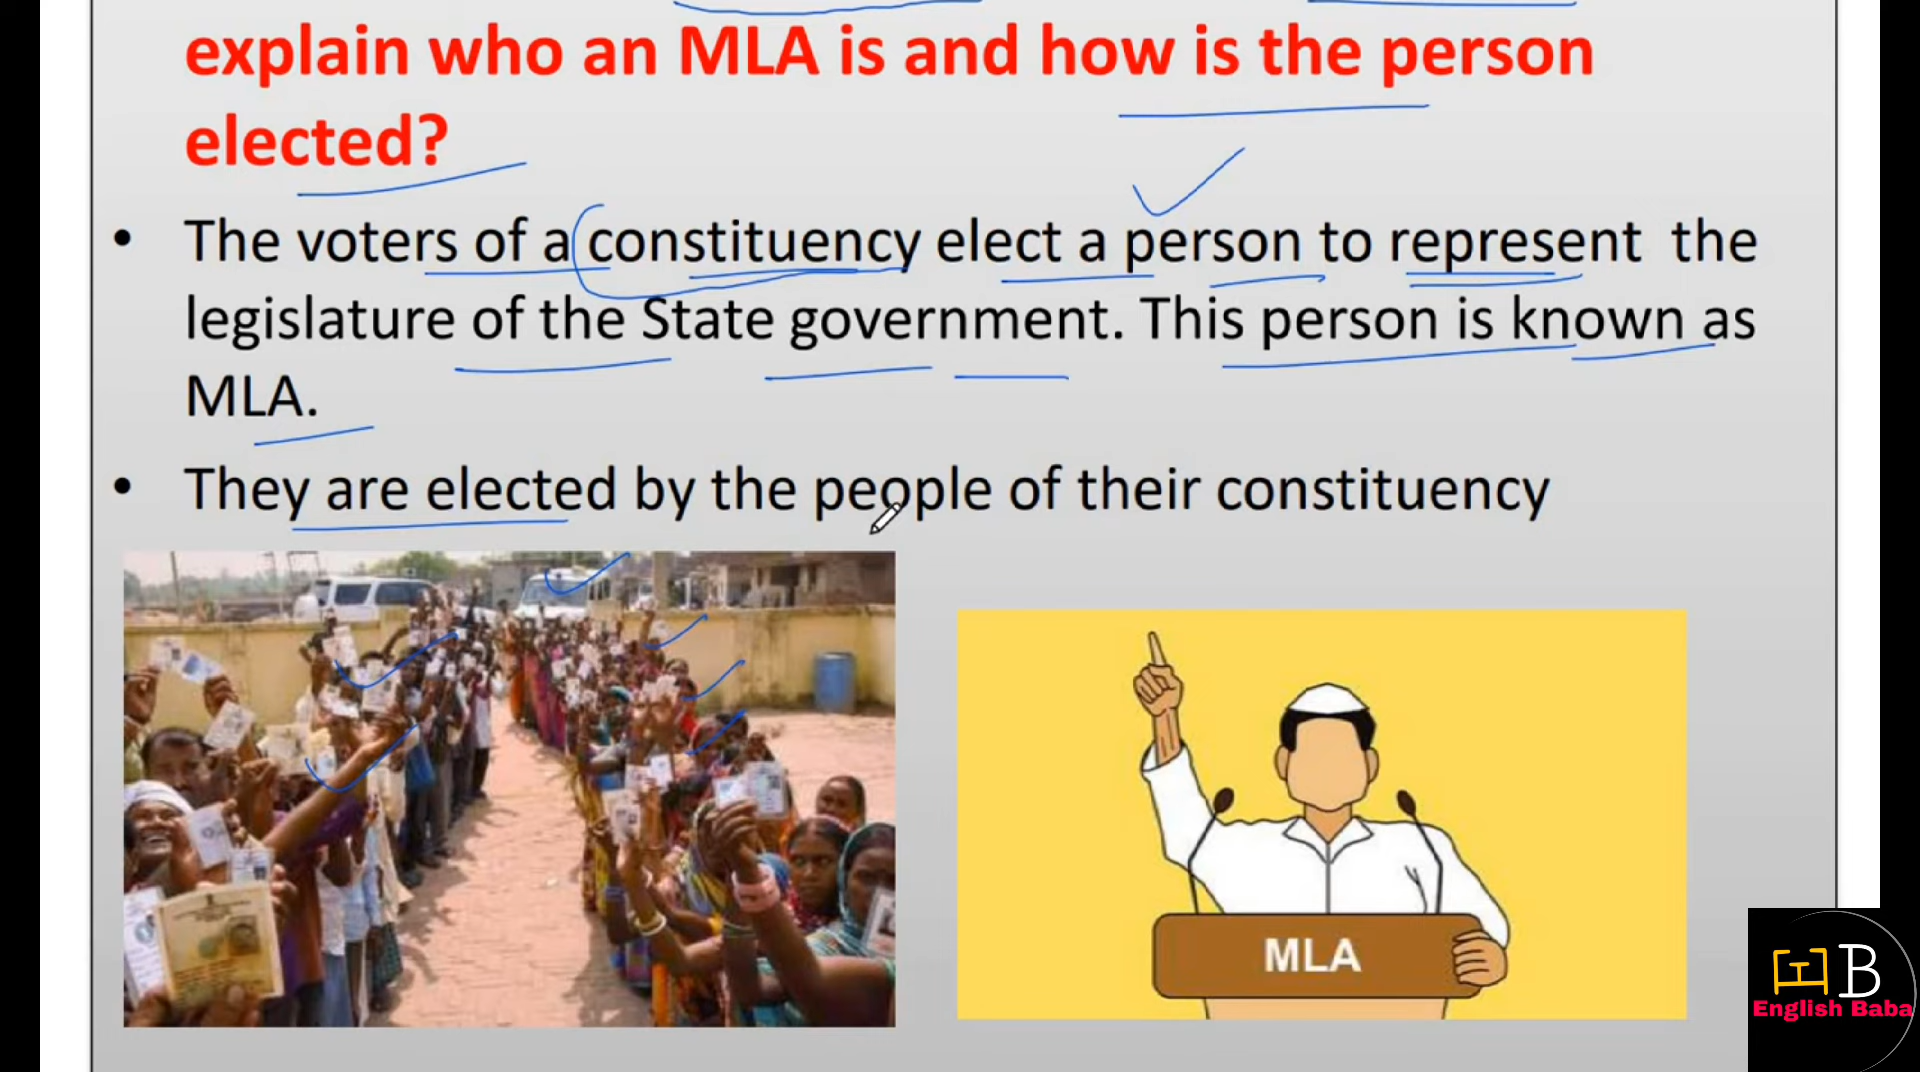 explain who an MLA is and how is the person
elected?
• The voters of a constituency elect a person to represent the
legislature of the State government. This person is known as
MLA.
• They are elected by the people of their constituency
MLA
B
English Baba